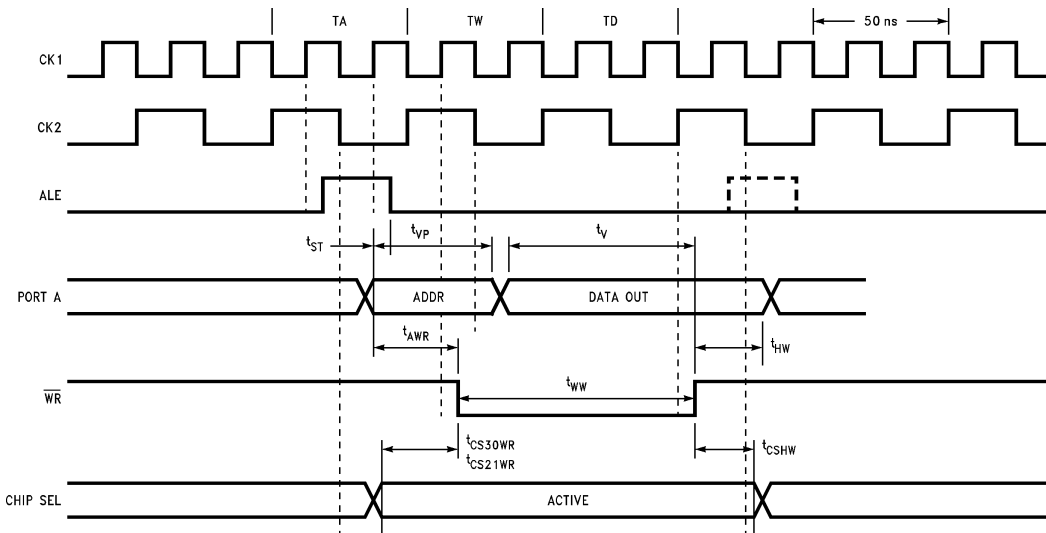 TA TW TD 50 ns
CK1
CK2
ALE
tST tVP tV
PORT A ADDR DATA OUT
tAWR tHW
WR tWW
tCS30WR tCSHW
tCS21WR
CHIP SEL ACTIVE